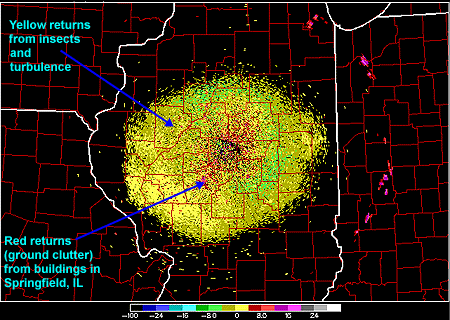 Yellow returns
from insects
and
turbulence
Red returns
(ground clutter)
from buildings in
Springfield, IL
-100 -24 -16 -8.0 0 8.0 16 24